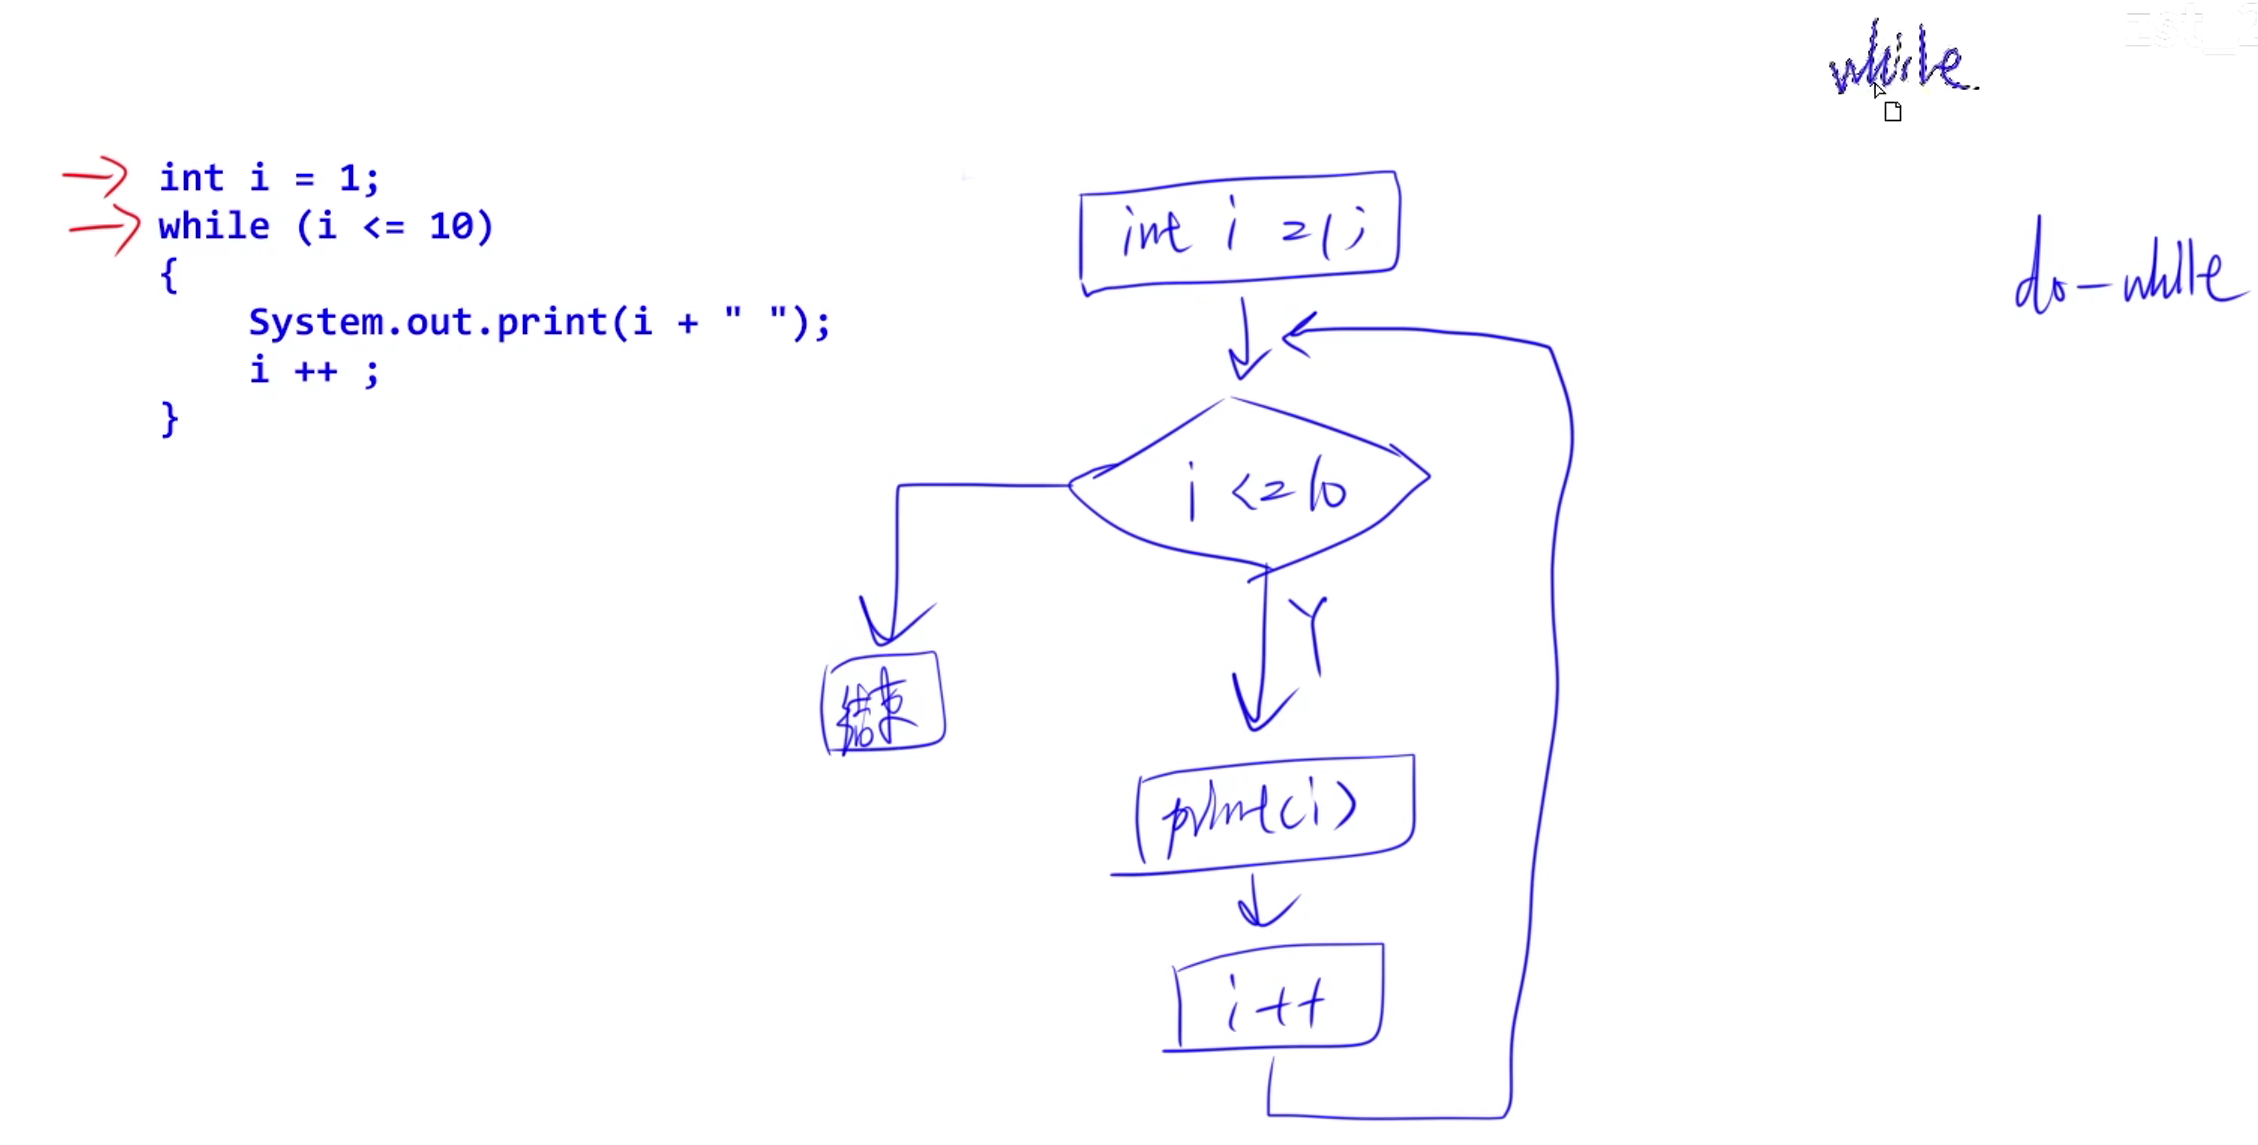 while
int i = 1;
while (i <= 10)
{
System.out.print(i + " ");
i ++ ;
}
int i = 1;
do-while
i <= 10
Y
结束
print(i)
i++